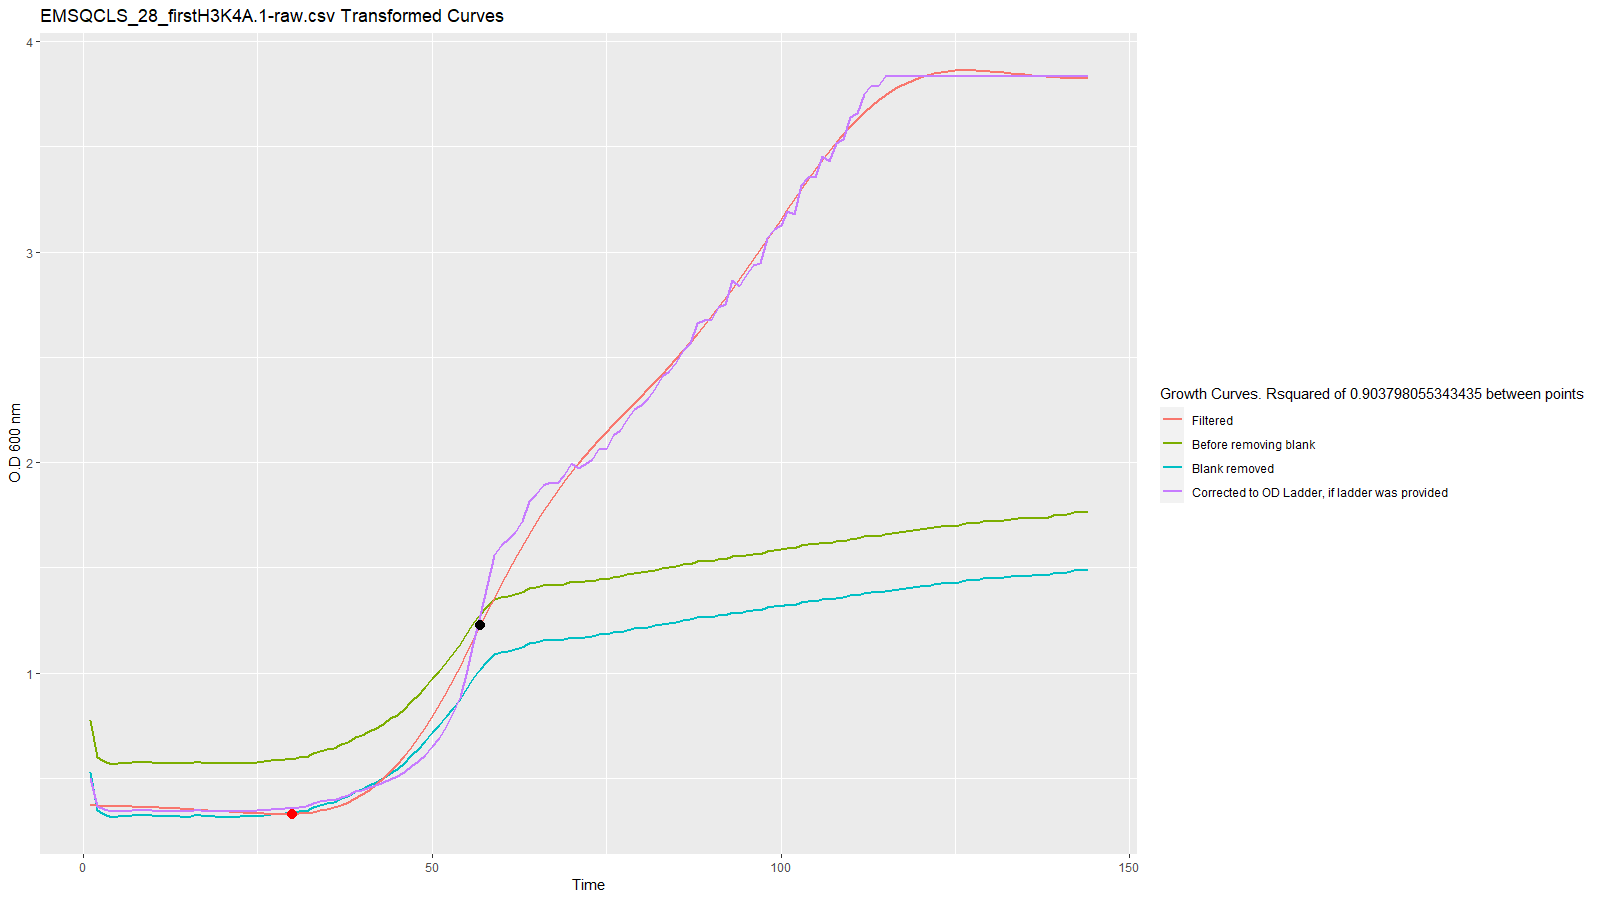 EMSQCLS_28_firstH3K4A.1-raw.csv Transformed Curves
4
3
2
1
O.D 600 nm
0
50
100
150
Time
Growth Curves. Rsquared of 0.903798055343435 between points
Filtered
Before removing blank
Blank removed
Corrected to OD Ladder, if ladder was provided